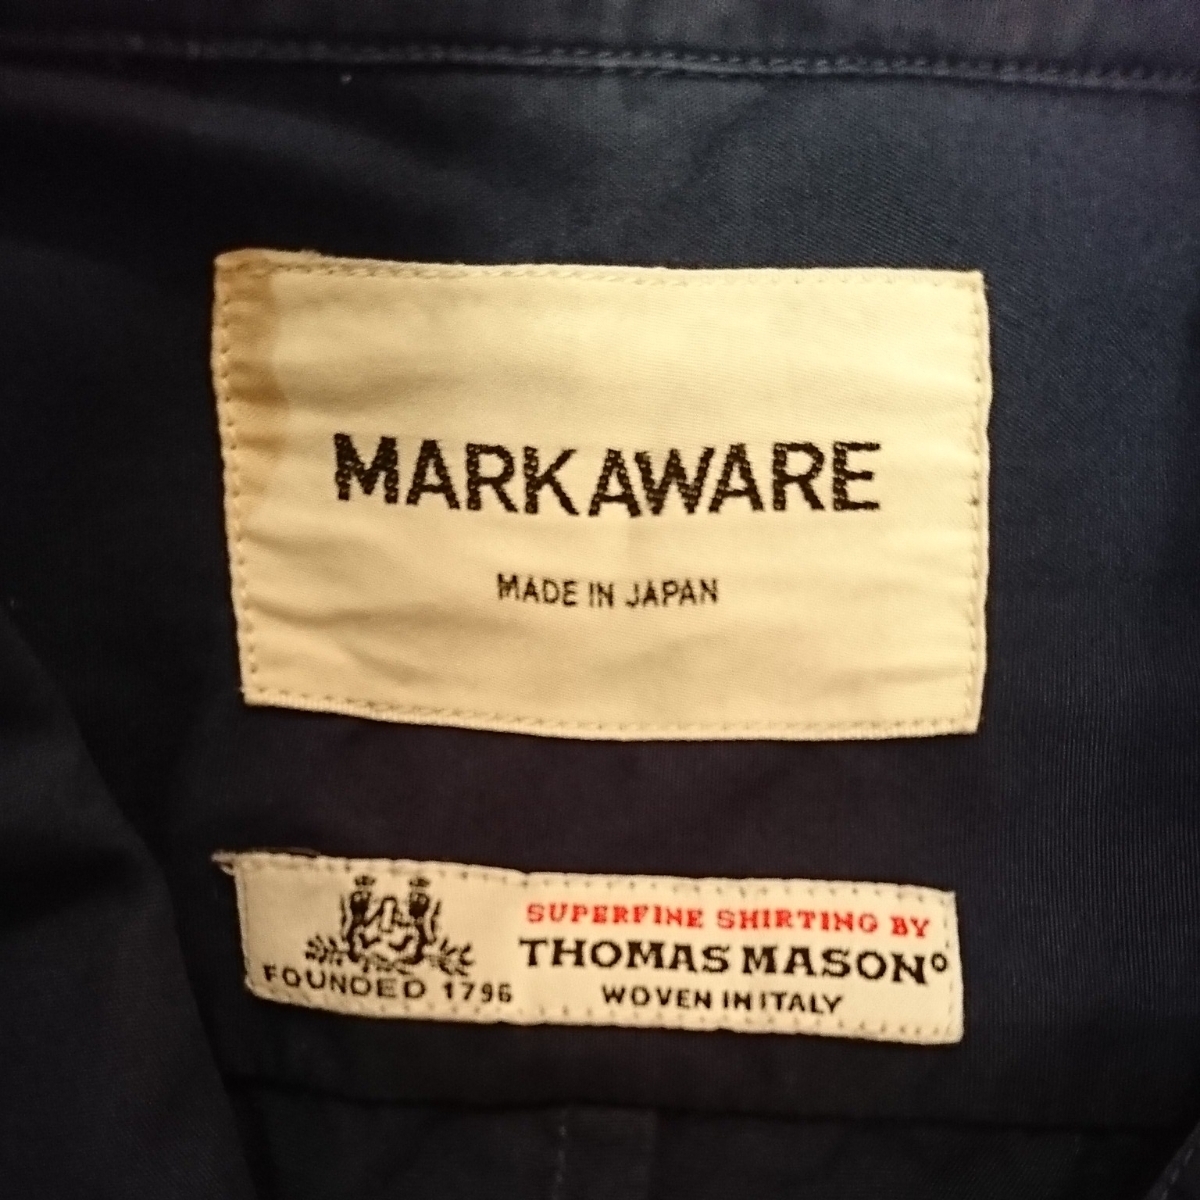 MARKAWARE
MADE IN JAPAN
SUPERFINE SHIRTING BY
THOMAS MASON°
FOUNDED 1796
WOVEN IN ITALY